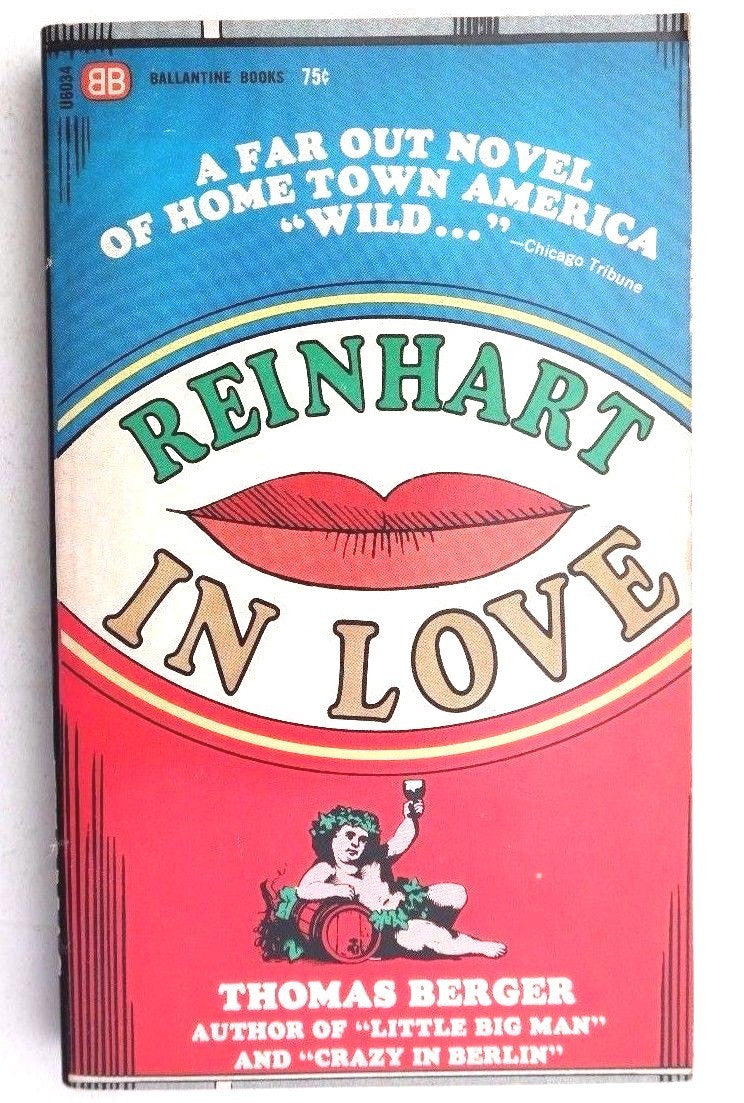 U6034
BB BALLANTINE BOOKS 75¢
A FAR OUT NOVEL
OF HOME TOWN AMERICA
“WILD...”
—Chicago Tribune
REINHART
IN LOVE
THOMAS BERGER
AUTHOR OF “LITTLE BIG MAN”
AND “CRAZY IN BERLIN”